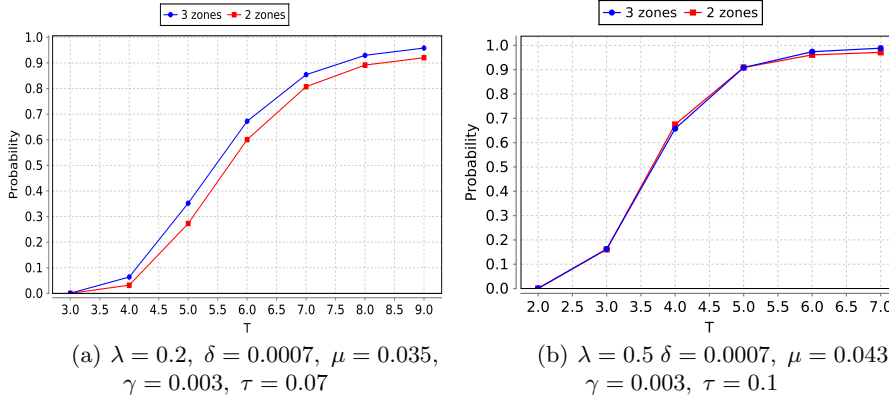 3 zones 2 zones
1.0
0.9
0.8
0.7
0.6
0.5
0.4
0.3
0.2
0.1
0.0
Probability
3.0 3.5 4.0 4.5 5.0 5.5 6.0 6.5 7.0 7.5 8.0 8.5 9.0
T
(a) λ = 0.2, δ = 0.0007, μ = 0.035,
γ = 0.003, τ = 0.07
3 zones 2 zones
1.0
0.9
0.8
0.7
0.6
0.5
0.4
0.3
0.2
0.1
0.0
Probability
2.0 2.5 3.0 3.5 4.0 4.5 5.0 5.5 6.0 6.5 7.0
T
(b) λ = 0.5 δ = 0.0007, μ = 0.043
γ = 0.003, τ = 0.1